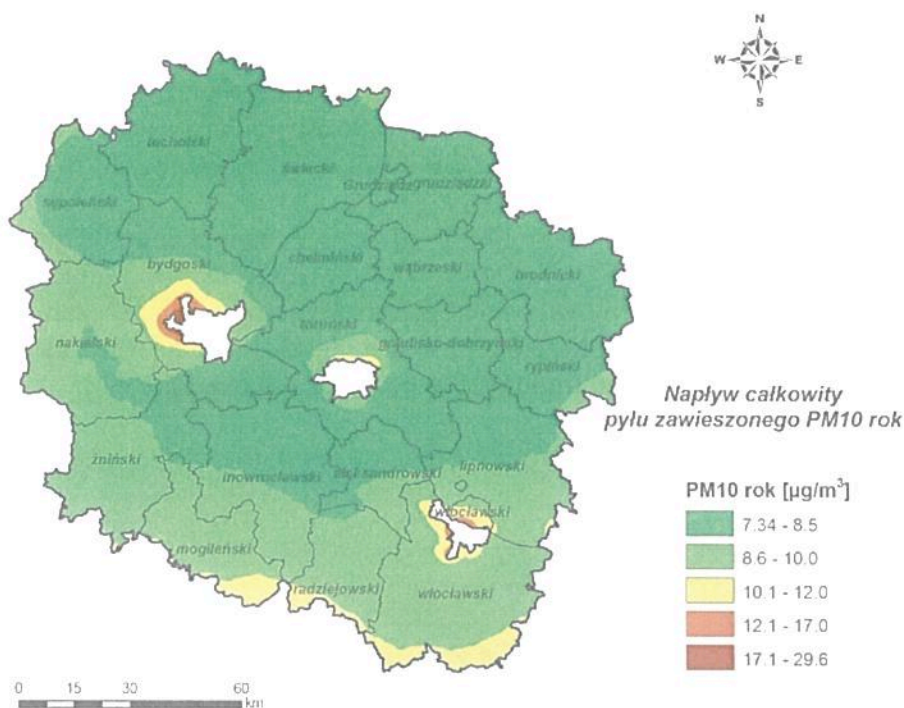 N
W E
S
tucholski
świecki
Grudziądz grudziądzki
sępoleński
chełmiński
wąbrzeski
brodnicki
bydgoski
toruński
golubsko-dobrzyński
nakielski
rypiński
Napływ całkowity
pyłu zawieszonego PM10 rok
żniński
inowrocławski
lipnowski
PM10 rok [µg/m³]
7.34 - 8.5
włocławski
8.6 - 10.0
mogileński
radziejowski
włocławski
10.1 - 12.0
12.1 - 17.0
17.1 - 29.6
0 15 30 60
km